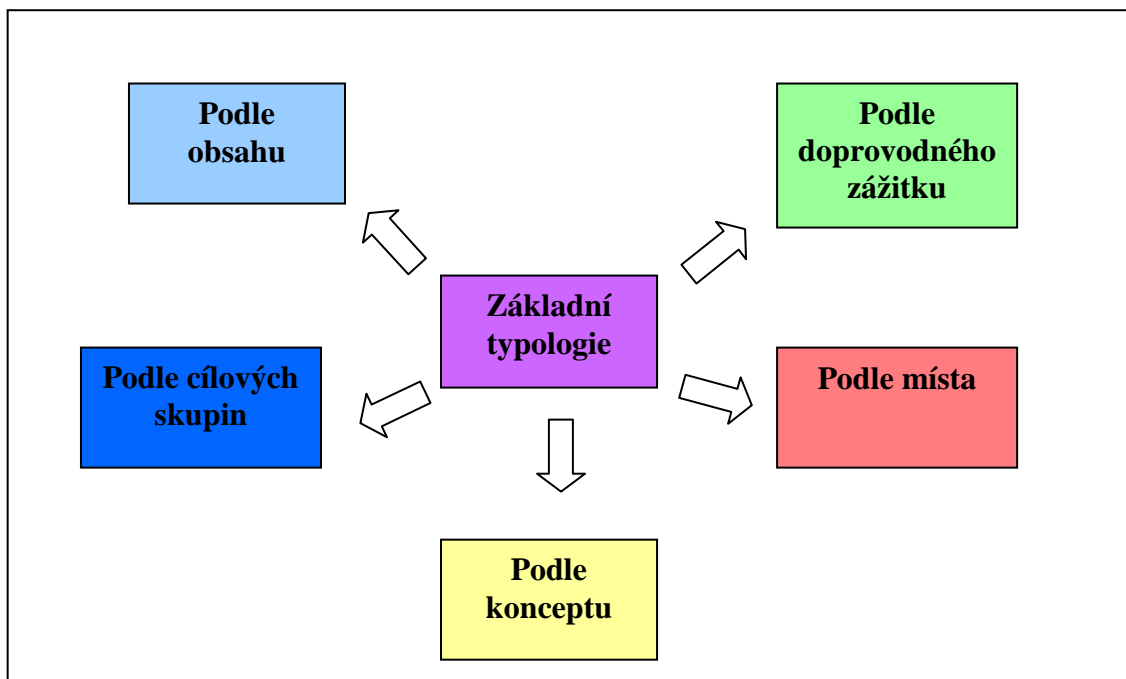 Podle
obsahu
Podle
doprovodného
zážitku
Základní
typologie
Podle cílových
skupin
Podle místa
Podle
konceptu